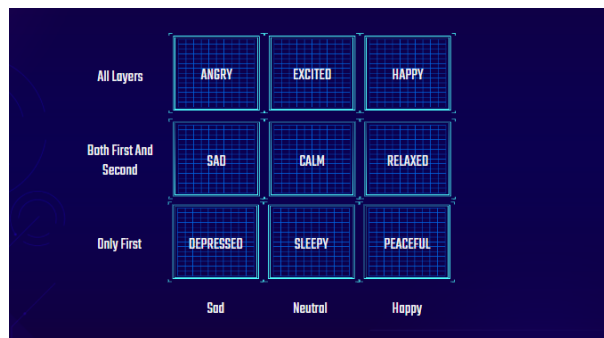 All Layers
ANGRY
EXCITED
HAPPY
Both First And
Second
SAD
CALM
RELAXED
Only First
DEPRESSED
SLEEPY
PEACEFUL
Sad
Neutral
Happy